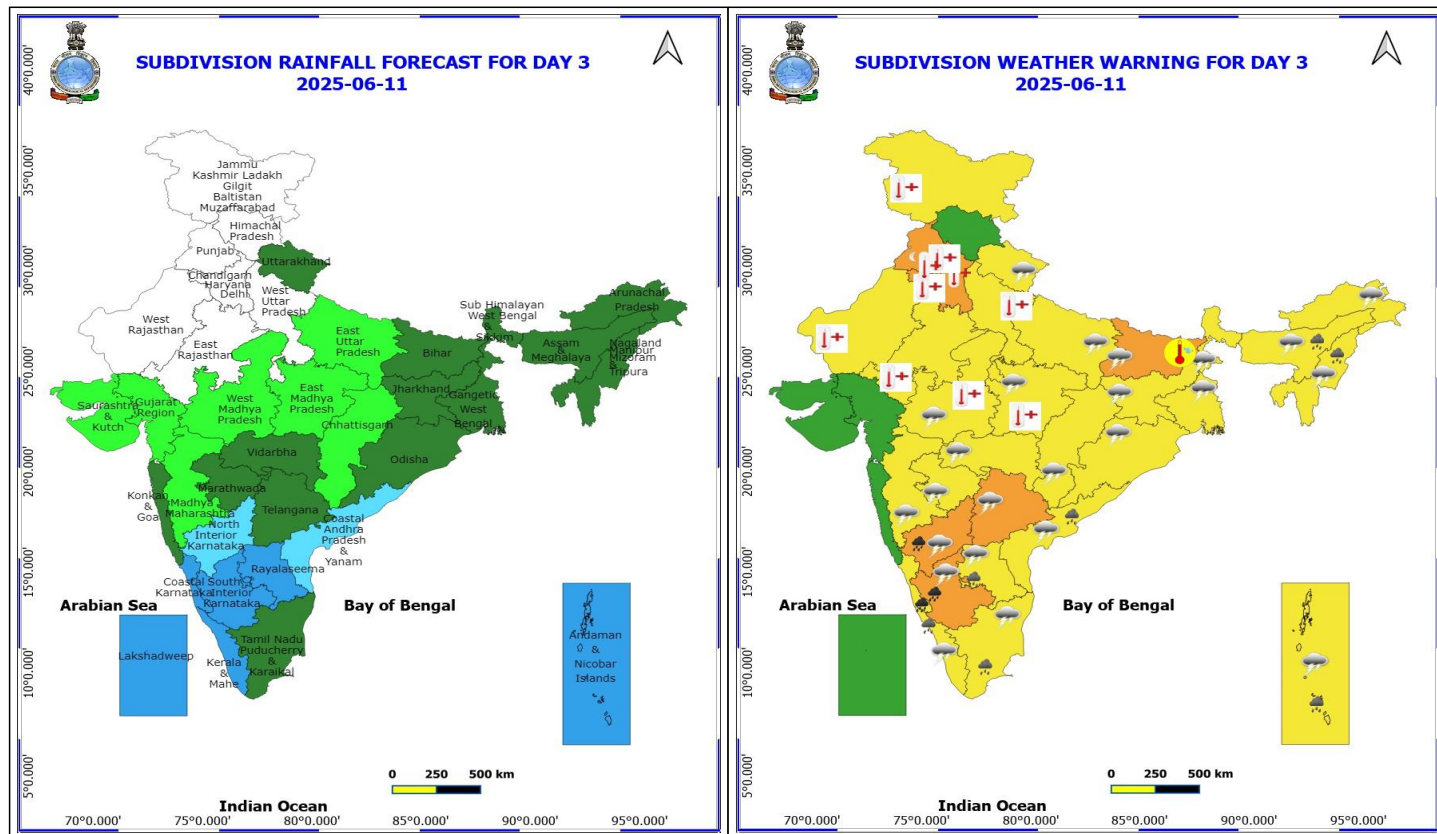 SUBDIVISION RAINFALL FORECAST FOR DAY 3
2025-06-11
40°0.000'
35°0.000'
30°0.000'
25°0.000'
20°0.000'
15°0.000'
10°0.000'
5°0.000'
Jammu
Kashmir Ladakh
Gilgit
Baltistan
Muzaffarabad
Himachal
Pradesh
Punjab
Uttarakhand
Chandigarh
Haryana
Delhi
West
Uttar
Pradesh
West
Rajasthan
East
Rajasthan
East
Uttar
Pradesh
Sub Himalayan
West Bengal
&
Sikkim
Arunachal
Pradesh
Assam
&
Meghalaya
Nagaland
Manipur
Mizoram
&
Tripura
Bihar
Jharkhand
Gangetic
West
Bengal
Saurashtra
&
Kutch
Gujarat
Region
West
Madhya
Pradesh
East
Madhya
Pradesh
Chhattisgarh
Vidarbha
Odisha
Konkan
&
Goa
Marathwada
Madhya
Maharashtra
Telangana
North
Interior
Karnataka
Coastal
Andhra
Pradesh
&
Yanam
Rayalaseema
Coastal
Karnataka
South
Interior
Karnataka
Tamil Nadu
Puducherry
&
Karaikal
Kerala
&
Mahe
Lakshadweep
Andaman
&
Nicobar
Islands
Arabian Sea
Bay of Bengal
0 250 500 km
Indian Ocean
70°0.000' 75°0.000' 80°0.000' 85°0.000' 90°0.000' 95°0.000'
SUBDIVISION WEATHER WARNING FOR DAY 3
2025-06-11
40°0.000'
35°0.000'
30°0.000'
25°0.000'
20°0.000'
15°0.000'
10°0.000'
5°0.000'
Arabian Sea
Bay of Bengal
0 250 500 km
Indian Ocean
70°0.000' 75°0.000' 80°0.000' 85°0.000' 90°0.000' 95°0.000'